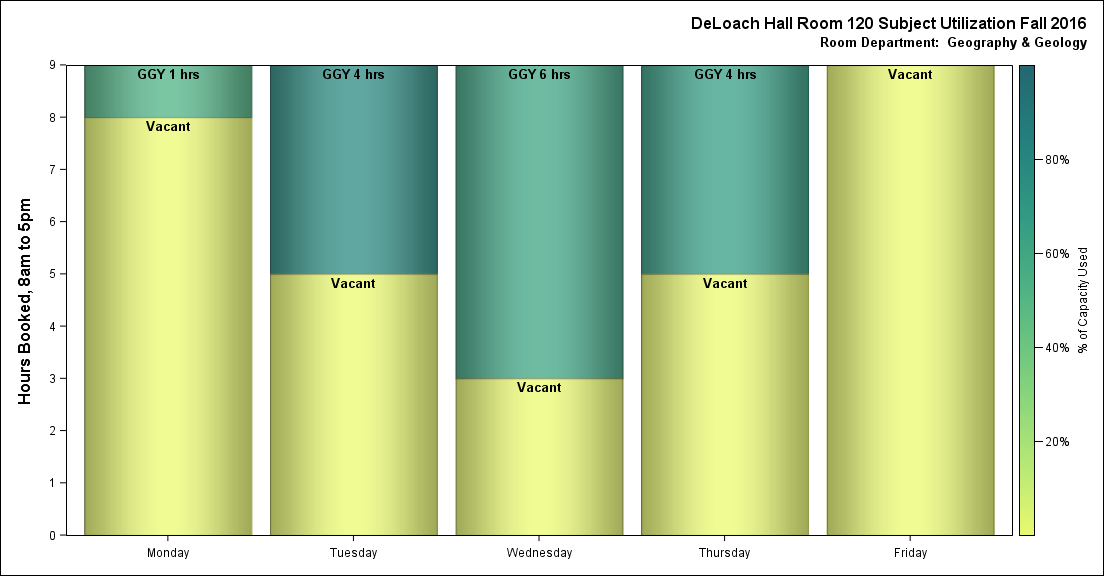 DeLoach Hall Room 120 Subject Utilization Fall 2016
Room Department:  Geography & Geology
Hours Booked, 8am to 5pm
9
8
7
6
5
4
3
2
1
0
GGY 1 hrs
Vacant
GGY 4 hrs
Vacant
GGY 6 hrs
Vacant
GGY 4 hrs
Vacant
Vacant
Monday
Tuesday
Wednesday
Thursday
Friday
80%
60%
40%
20%
% of Capacity Used